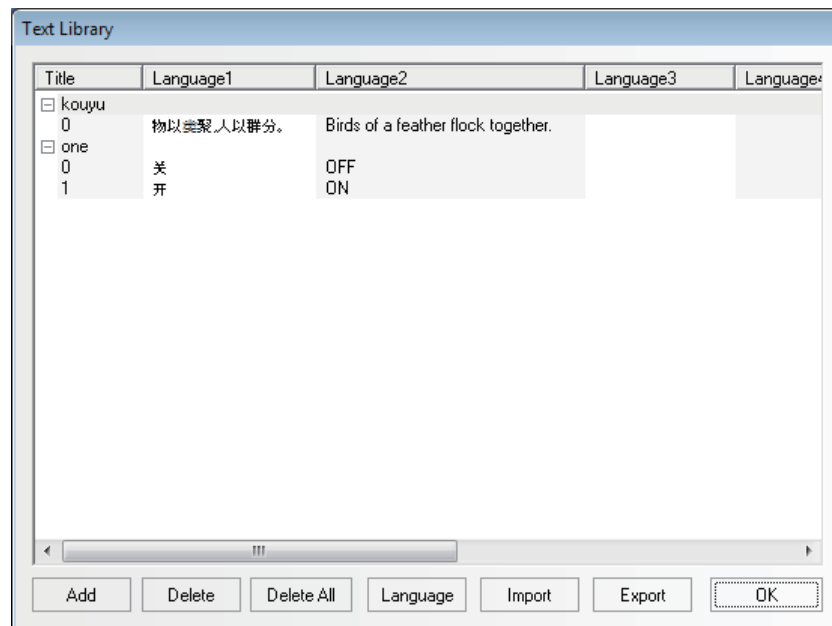 Text Library
Title Language1 Language2 Language3 Language4
kouyu
0 物以类聚,人以群分。 Birds of a feather flock together.
one
0 关 OFF
1 开 ON
Add Delete Delete All Language Import Export OK